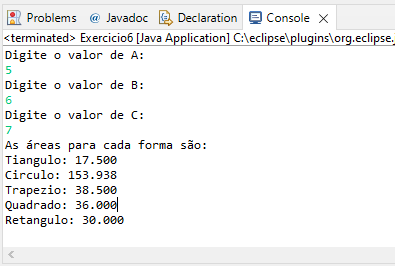 Problems @ Javadoc Declaration Console
<terminated> Exercicio6 [Java Application] C:\eclipse\plugins\org.eclipse.
Digite o valor de A:
5
Digite o valor de B:
6
Digite o valor de C:
7
As áreas para cada forma são:
Tiangulo: 17.500
Circulo: 153.938
Trapezio: 38.500
Quadrado: 36.000
Retangulo: 30.000